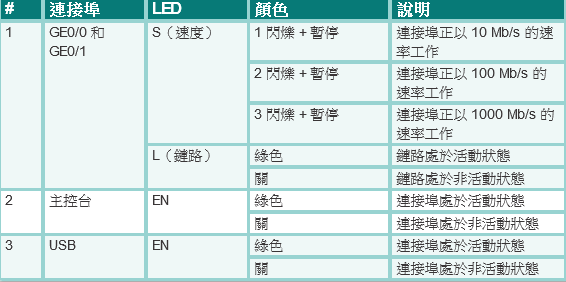 # 連接埠 LED 顏色 說明
1 GE0/0 和 S（速度） 1 閃爍 + 暫停 連接埠正以 10 Mb/s 的速
GE0/1 率工作
2 閃爍 + 暫停 連接埠正以 100 Mb/s 的
速率工作
3 閃爍 + 暫停 連接埠正以 1000 Mb/s 的
速率工作
L（鏈路） 綠色 鏈路處於活動狀態
關 鏈路處於非活動狀態
2 主控台 EN 綠色 連接埠處於活動狀態
關 連接埠處於非活動狀態
3 USB EN 綠色 連接埠處於活動狀態
關 連接埠處於非活動狀態